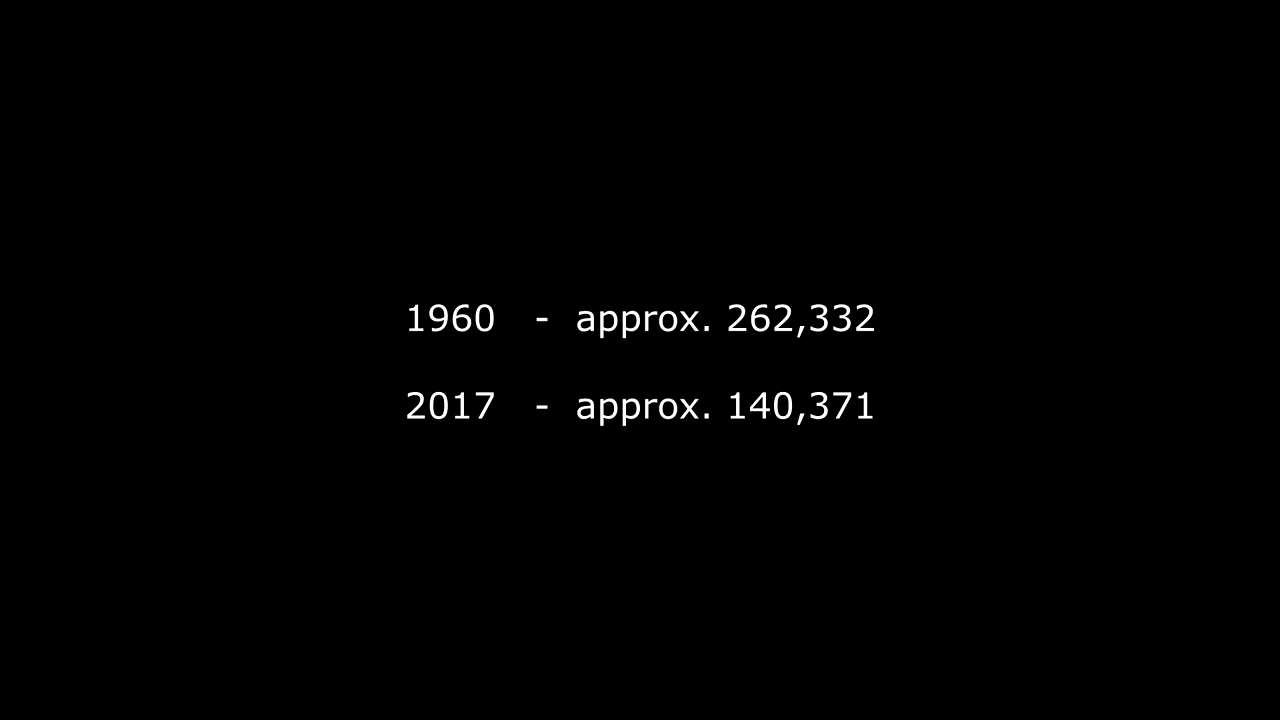 1960 - approx. 262,332
2017 - approx. 140,371